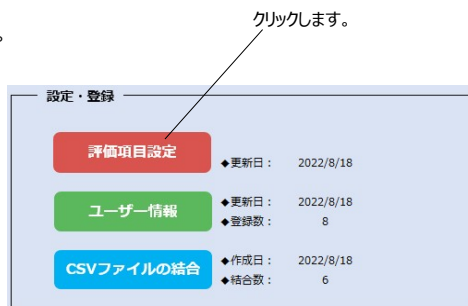 クリックします。
。
設定・登録
評価項目設定
◆更新日： 2022/8/18
ユーザー情報
◆更新日： 2022/8/18
◆登録数： 8
CSVファイルの結合
◆作成日： 2022/8/18
◆結合数： 6